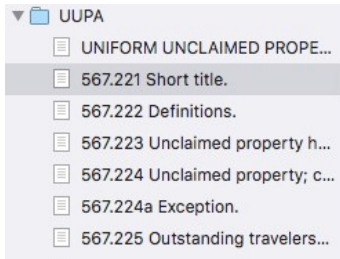 UUPA
UNIFORM UNCLAIMED PROPE...
567.221 Short title.
567.222 Definitions.
567.223 Unclaimed property h...
567.224 Unclaimed property; c...
567.224a Exception.
567.225 Outstanding travelers...